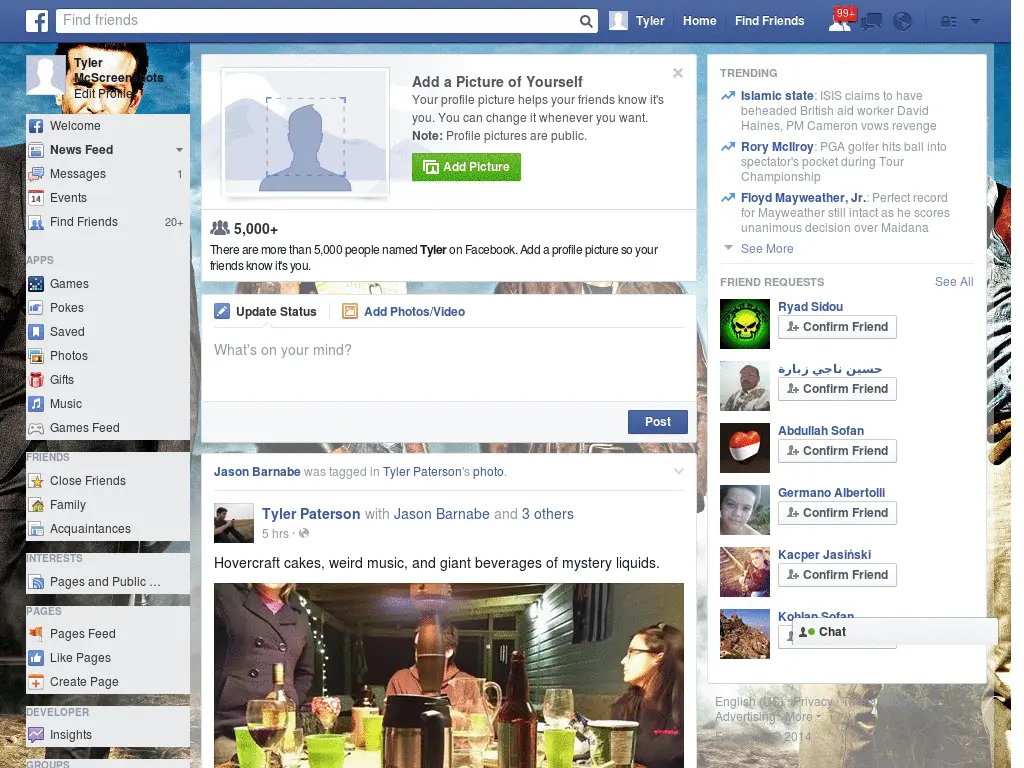 Find friends
Tyler
Home
Find Friends
99+
Tyler
McScreenshots
Edit Profile
Welcome
News Feed
Messages 1
14 Events
Find Friends 20+
APPS
Games
Pokes
Saved
Photos
Gifts
Music
Games Feed
FRIENDS
Close Friends
Family
Acquaintances
INTERESTS
Pages and Public ...
PAGES
Pages Feed
Like Pages
Create Page
DEVELOPER
Insights
GROUPS
Add a Picture of Yourself
Your profile picture helps your friends know it's
you. You can change it whenever you want.
Note: Profile pictures are public.
Add Picture
5,000+
There are more than 5,000 people named Tyler on Facebook. Add a profile picture so your
friends know it's you.
Update Status
Add Photos/Video
What's on your mind?
Post
Jason Barnabe was tagged in Tyler Paterson's photo.
Tyler Paterson with Jason Barnabe and 3 others
5 hrs ·
Hovercraft cakes, weird music, and giant beverages of mystery liquids.
TRENDING
Islamic state: ISIS claims to have
beheaded British aid worker David
Haines, PM Cameron vows revenge
Rory McIlroy: PGA golfer hits ball into
spectator's pocket during Tour
Championship
Floyd Mayweather, Jr.: Perfect record
for Mayweather still intact as he scores
unanimous decision over Maidana
See More
FRIEND REQUESTS See All
Ryad Sidou
Confirm Friend
حسين ناجي زبارة
Confirm Friend
Abdullah Sofan
Confirm Friend
Germano Albertolli
Confirm Friend
Kacper Jasiński
Confirm Friend
Sofan
Chat
English (US) · Privacy ·
Advertising · More
2014